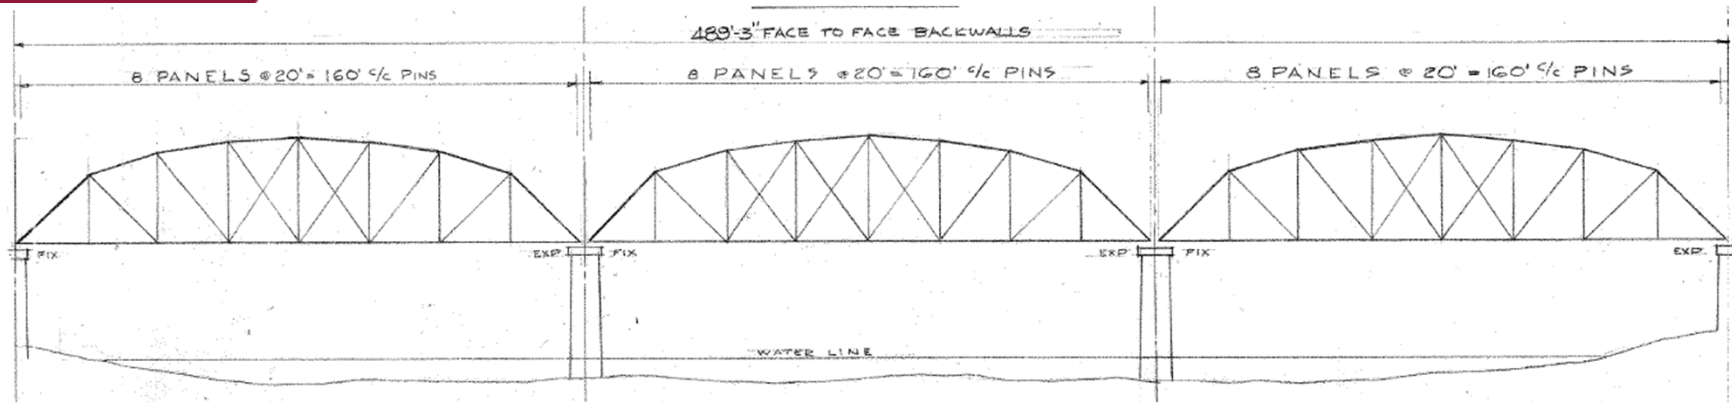 489'-3" FACE TO FACE BACKWALLS
8 PANELS @ 20' = 160' c/c PINS
8 PANELS @ 20' = 160' c/c PINS
8 PANELS @ 20' = 160' c/c PINS
FIX
EXP.
FIX
EXP.
FIX
EXP.
WATER LINE